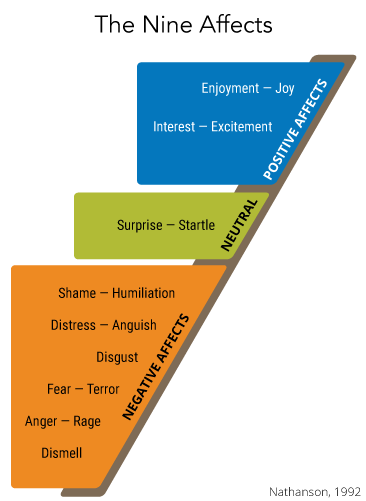 The Nine Affects
Enjoyment — Joy
Interest — Excitement
POSITIVE AFFECTS
Surprise — Startle
NEUTRAL
Shame — Humiliation
Distress — Anguish
Disgust
Fear — Terror
Anger — Rage
Dismell
NEGATIVE AFFECTS
Nathanson, 1992